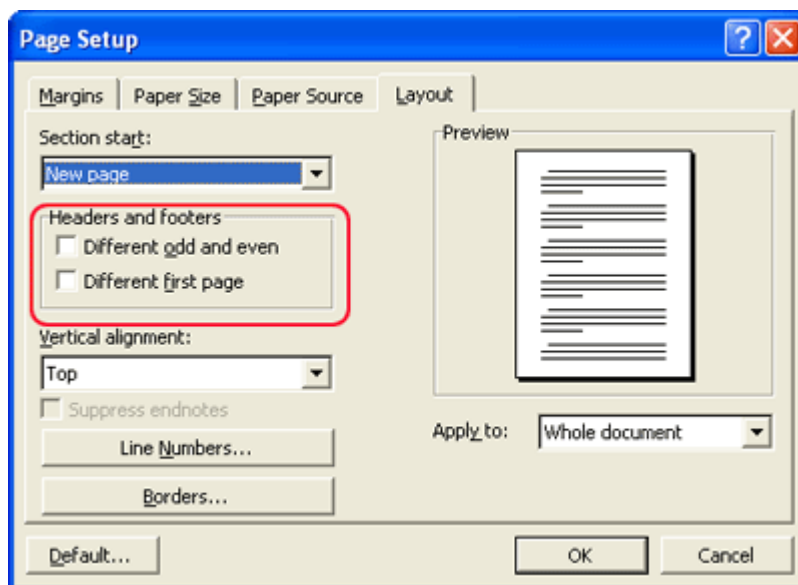 Page Setup
?
Margins
Paper Size
Paper Source
Layout
Section start:
New page
Headers and footers
Different odd and even
Different first page
Vertical alignment:
Top
Suppress endnotes
Line Numbers...
Borders...
Preview
Apply to:
Whole document
Default...
OK
Cancel